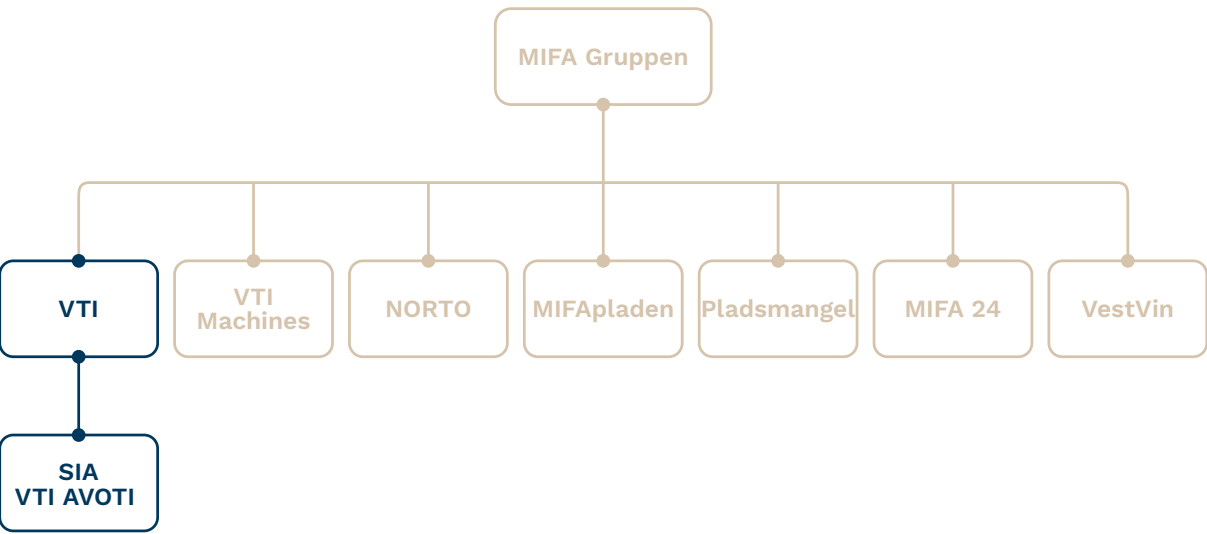 MIFA Gruppen
VTI
VTI
Machines
NORTO
MIFApladen
Pladsmangel
MIFA 24
VestVin
SIA
VTI AVOTI